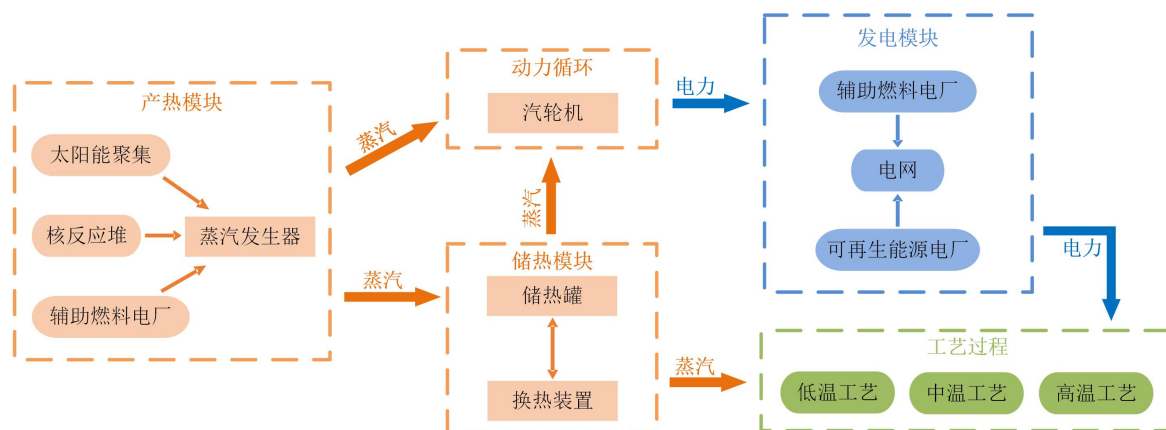 产热模块
太阳能聚集
核反应堆
蒸汽发生器
辅助燃料电厂
蒸汽
蒸汽
动力循环
汽轮机
蒸汽
储热模块
储热罐
换热装置
电力
蒸汽
发电模块
辅助燃料电厂
电网
可再生能源电厂
电力
工艺过程
低温工艺
中温工艺
高温工艺